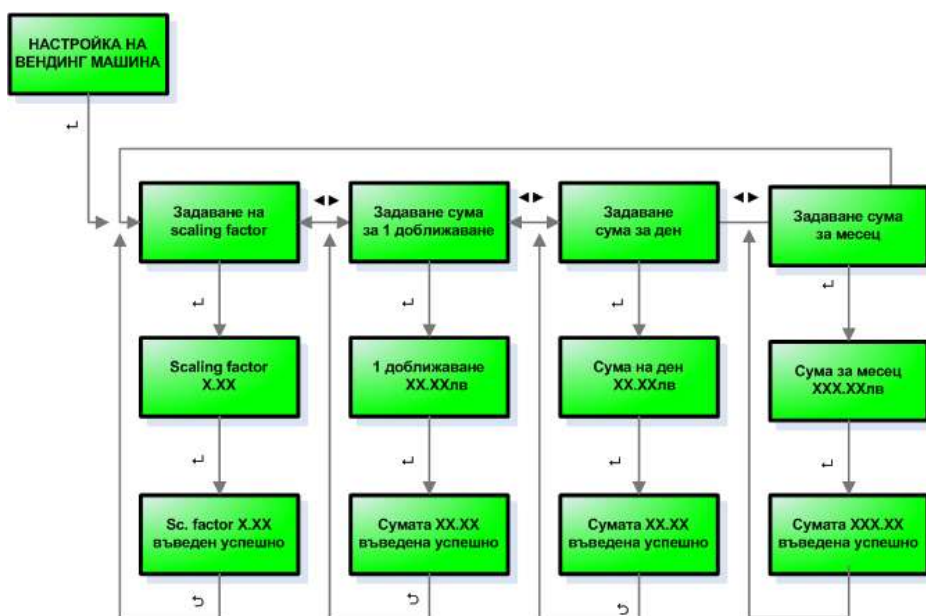 НАСТРОЙКА НА
ВЕНДИНГ МАШИНА
Задаване на
scaling factor
Задаване сума
за 1 доближаване
Задаване
сума за ден
Задаване сума
за месец
Scaling factor
X.XX
1 доближаване
XX.XXлв
Сума на ден
XX.XXлв
Сума за месец
XXX.XXлв
Sc. factor X.XX
въведен успешно
Сумата XX.XX
въведена успешно
Сумата XX.XX
въведена успешно
Сумата XXX.XX
въведена успешно